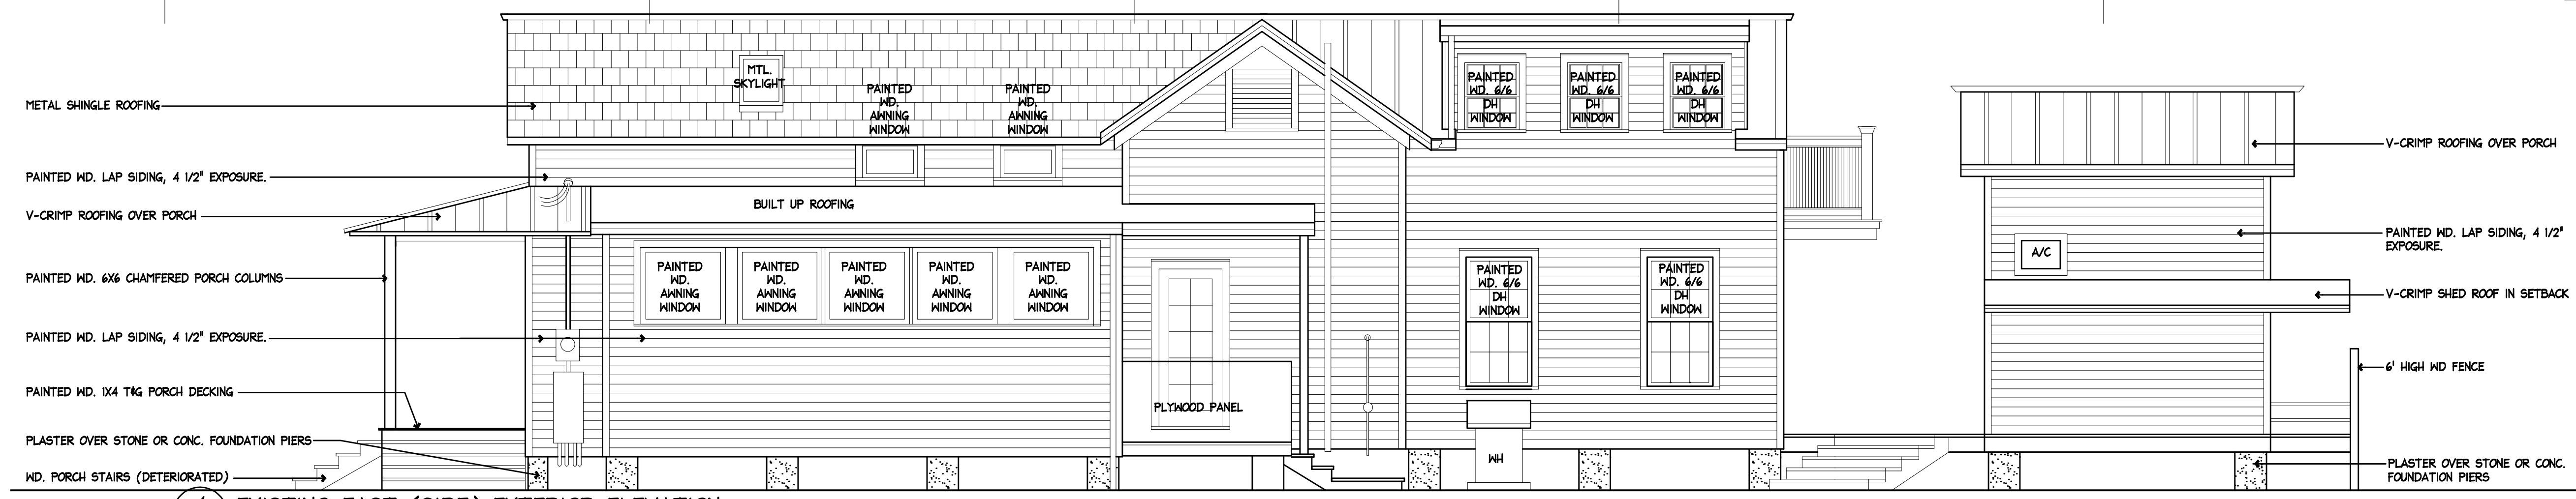 METAL SHINGLE ROOFING
PAINTED WD. LAP SIDING, 4 1/2" EXPOSURE.
V-CRIMP ROOFING OVER PORCH
PAINTED WD. 6X6 CHAMFERED PORCH COLUMNS
PAINTED WD. LAP SIDING, 4 1/2" EXPOSURE.
PAINTED WD. 1X4 T&G PORCH DECKING
PLASTER OVER STONE OR CONC. FOUNDATION PIERS
WD. PORCH STAIRS (DETERIORATED)
MTL.
SKYLIGHT
PAINTED
WD.
AWNING
WINDOW
PAINTED
WD.
AWNING
WINDOW
BUILT UP ROOFING
PAINTED
WD.
AWNING
WINDOW
PAINTED
WD.
AWNING
WINDOW
PAINTED
WD.
AWNING
WINDOW
PAINTED
WD.
AWNING
WINDOW
PAINTED
WD.
AWNING
WINDOW
PLYWOOD PANEL
PAINTED
WD. 6/6
DH
WINDOW
PAINTED
WD. 6/6
DH
WINDOW
PAINTED
WD. 6/6
DH
WINDOW
PAINTED
WD. 6/6
DH
WINDOW
PAINTED
WD. 6/6
DH
WINDOW
WH
A/C
V-CRIMP ROOFING OVER PORCH
PAINTED WD. LAP SIDING, 4 1/2"
EXPOSURE.
V-CRIMP SHED ROOF IN SETBACK
6' HIGH WD FENCE
PLASTER OVER STONE OR CONC.
FOUNDATION PIERS
EXISTING EAST (SIDE) EXTERIOR ELEVATION